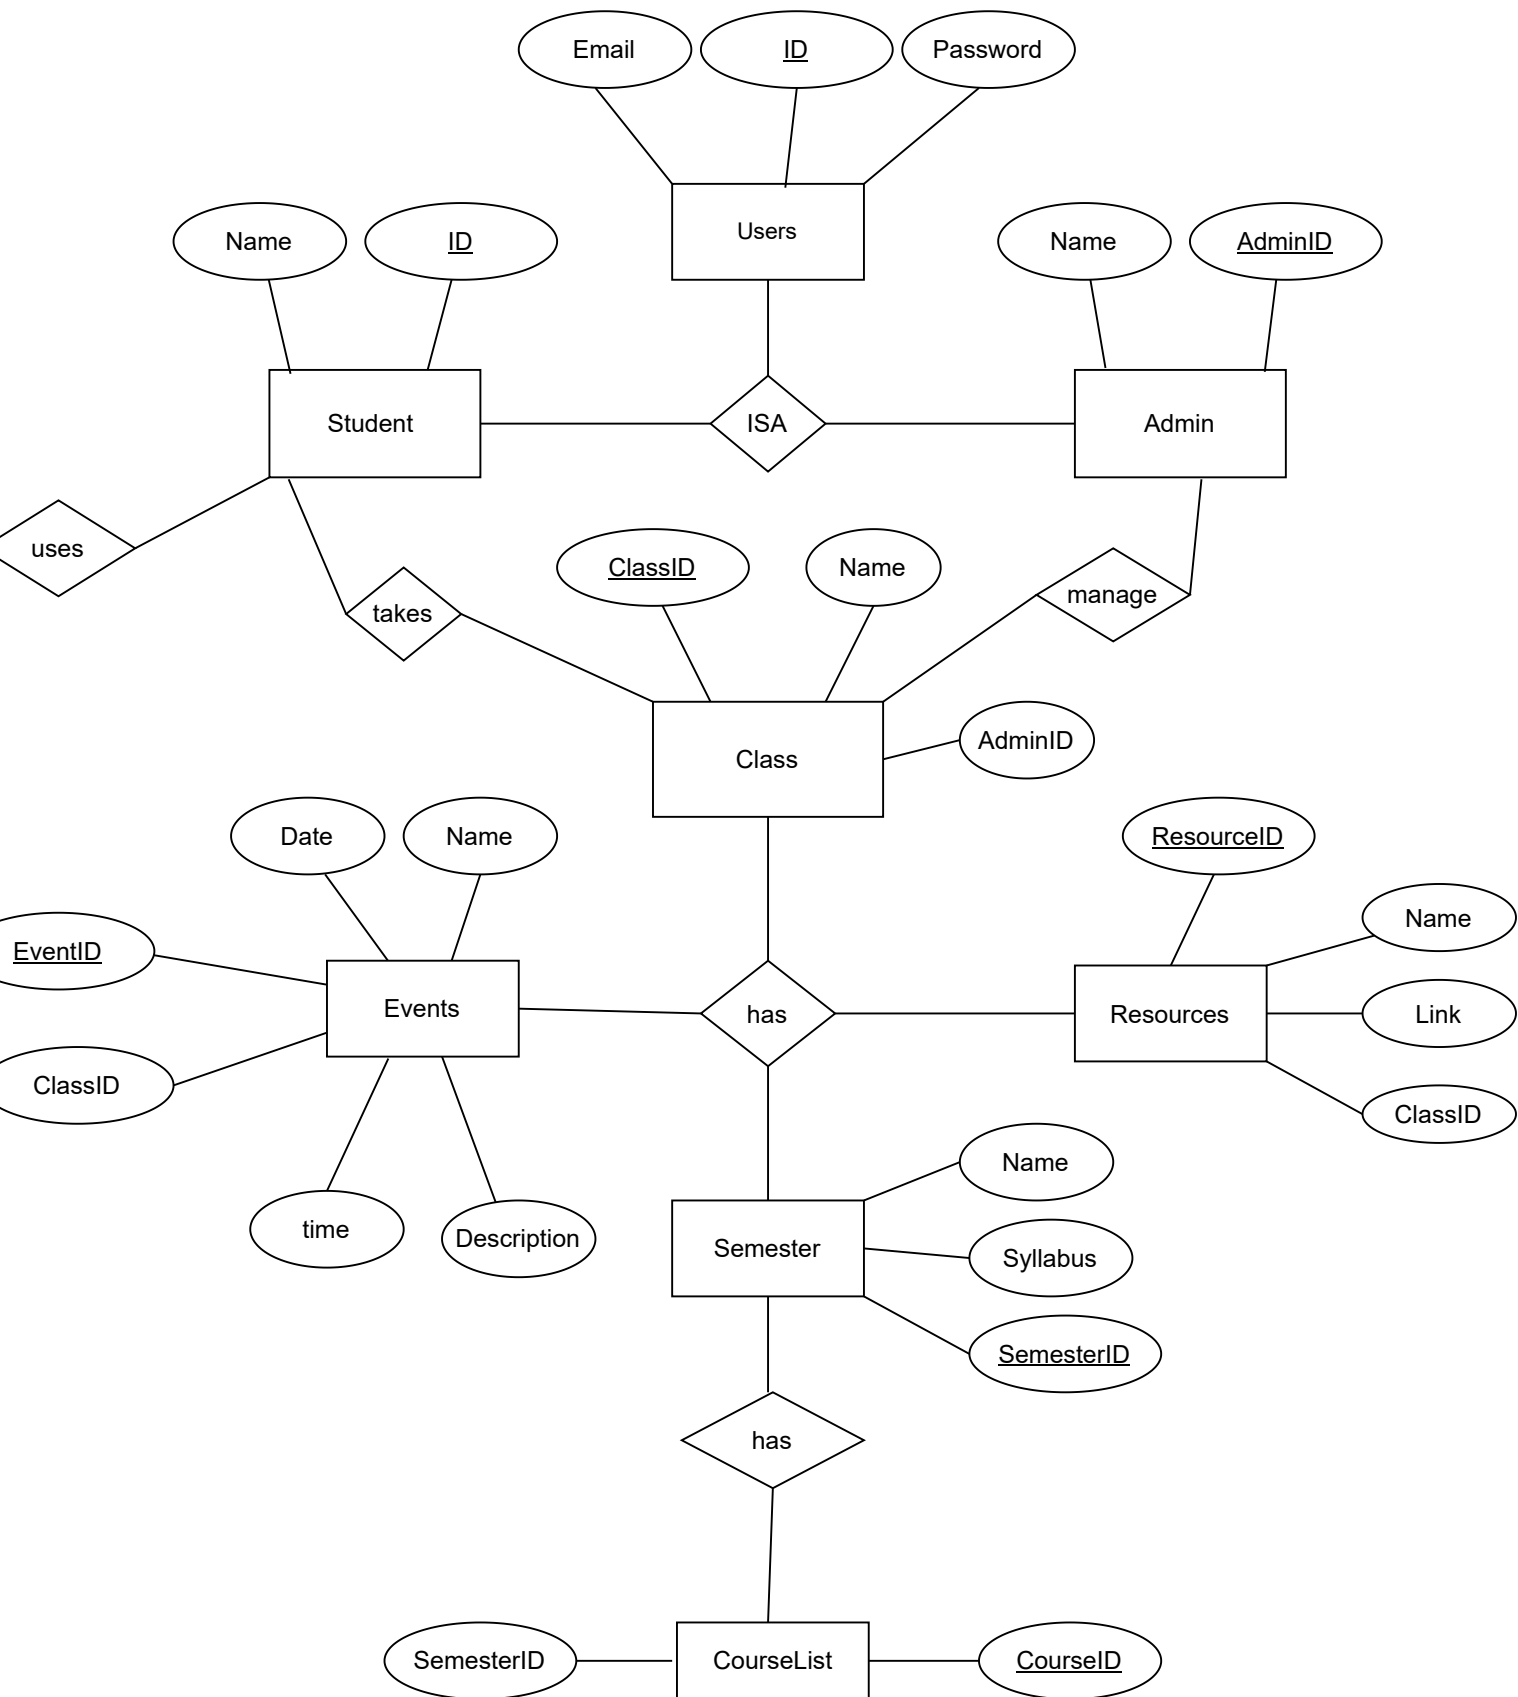 Email
ID
Password
Users
Name
ID
Name
AdminID
Student
ISA
Admin
uses
takes
ClassID
Name
manage
Class
AdminID
Date
Name
ResourceID
EventID
Name
Events
has
Resources
Link
ClassID
ClassID
Name
time
Description
Semester
Syllabus
SemesterID
has
SemesterID
CourseList
CourseID